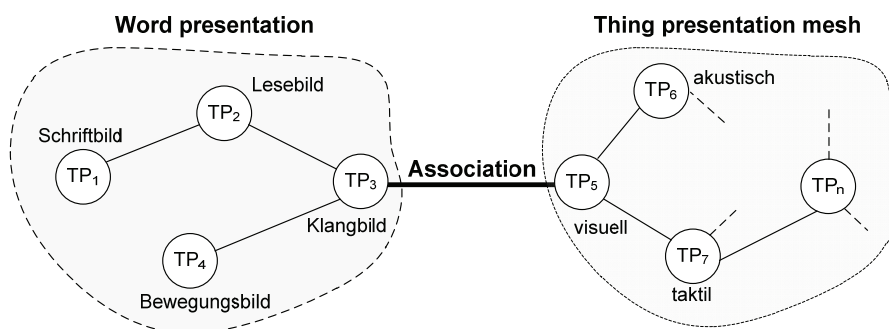 Word presentation
Thing presentation mesh
Lesebild
TP2
Schriftbild
TP1
TP3
Klangbild
TP4
Bewegungsbild
Association
akustisch
TP6
TP5
visuell
TPn
TP7
taktil